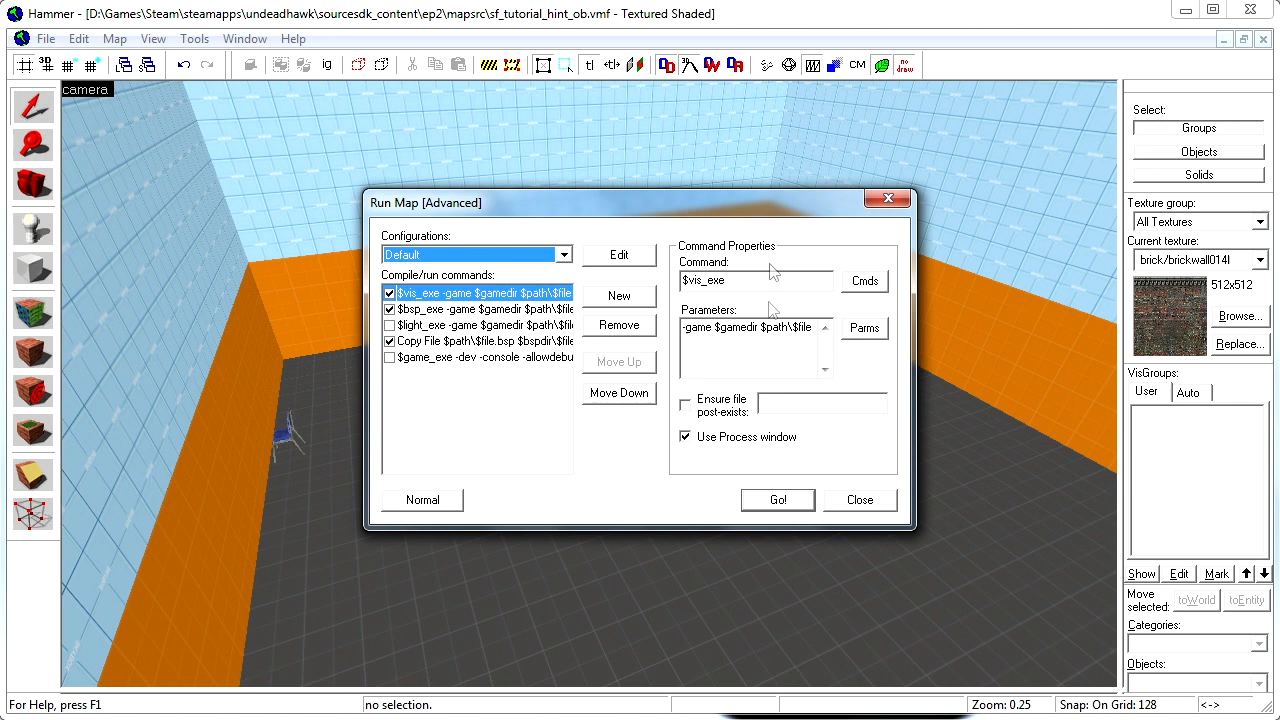 Hammer - [D:\Games\Steam\steamapps\undeadhawk\sourcesdk_content\ep2\mapsrc\sf_tutorial_hint_ob.vmf - Textured Shaded]
File Edit Map View Tools Window Help
camera
Select:
Groups
Objects
Solids
Texture group:
All Textures
Current texture:
brick/brickwall014l
512x512
Browse...
Replace...
VisGroups:
User Auto
Show Edit Mark
Move selected:
toWorld toEntity
Categories:
Objects:
Run Map [Advanced]
Configurations:
Default
Edit
Compile/run commands:
$vis_exe -game $gamedir $path\$file
$bsp_exe -game $gamedir $path\$file
$light_exe -game $gamedir $path\$file
Copy File $path\$file.bsp $bspdir\$file
$game_exe -dev -console -allowdebu
New
Remove
Move Up
Move Down
Normal
Command Properties
Command:
$vis_exe
Cmds
Parameters:
-game $gamedir $path\$file
Parms
Ensure file
post-exists:
Use Process window
Go!
Close
For Help, press F1
no selection.
Zoom: 0.25
Snap: On Grid: 128
<->